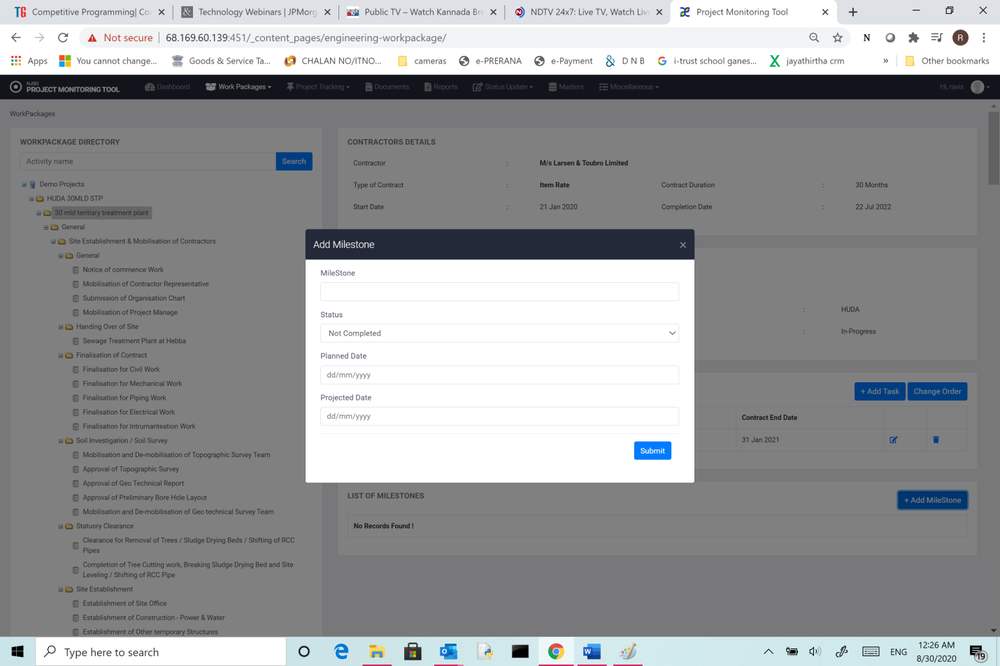 Competitive Programming| Co
Technology Webinars | JPMorg
Public TV – Watch Kannada Bre
NDTV 24x7: Live TV, Watch Live
Project Monitoring Tool
Not secure | 68.169.60.139:451/_content_pages/engineering-workpackage/
Apps
You cannot change...
Goods & Service Ta...
CHALAN NO/ITNO...
cameras
e-PRERANA
e-Payment
D N B
i-trust school ganes...
jayathirtha crm
»
Other bookmarks
NJSEI
PROJECT MONITORING TOOL
Dashboard
Work Packages
Project Tracking
Documents
Reports
Status Update
Masters
Miscellaneous
Hi, ravis
WorkPackages
WORKPACKAGE DIRECTORY
Activity name
Search
Demo Projects
HUDA 30MLD STP
30 mld teritiary treatment plant
General
Site Establishment & Mobilisation of Contractors
General
Notice of commence Work
Mobilisation of Contractor Representative
Submission of Organisation Chart
Mobilisation of Project Manage
Handing Over of Site
Sewage Treatment Plant at Hebba
Finalisation of Contract
Finalisation for Civil Work
Finalisation for Mechanical Work
Finalisation for Piping Work
Finalisation for Electrical Work
Finalisation for Intrumanteation Work
Soil Investigation / Soil Survey
Mobilisation and De-mobilisation of Topographic Survey Team
Approval of Topographic Survey
Approval of Geo Technical Report
Approval of Preliminary Bore Hole Layout
Mobilisation and De-mobilisation of Geo technical Survey Team
Statuory Clearance
Clearance for Removal of Trees / Sludge Drying Beds / Shifting of RCC
Pipes
Completion of Tree Cutting work, Breaking Sludge Drying Bed and Site
Leveling / Shifting of RCC Pipe
Site Establishment
Establishment of Site Office
Establishment of Construction - Power & Water
Establishment of Other temporary Structures
CONTRACTORS DETAILS
Contractor : M/s Larsen & Toubro Limited
Type of Contract : Item Rate Contract Duration : 30 Months
Start Date : 21 Jan 2020 Completion Date : 22 Jul 2022
: HUDA
: In-Progress
+ Add Task
Change Order
Contract End Date
31 Jan 2021
LIST OF MILESTONES
+ Add MileStone
No Records Found !
Add Milestone
×
MileStone
Status
Not Completed
Planned Date
dd/mm/yyyy
Projected Date
dd/mm/yyyy
Submit
Type here to search
ENG
12:26 AM
8/30/2020
19